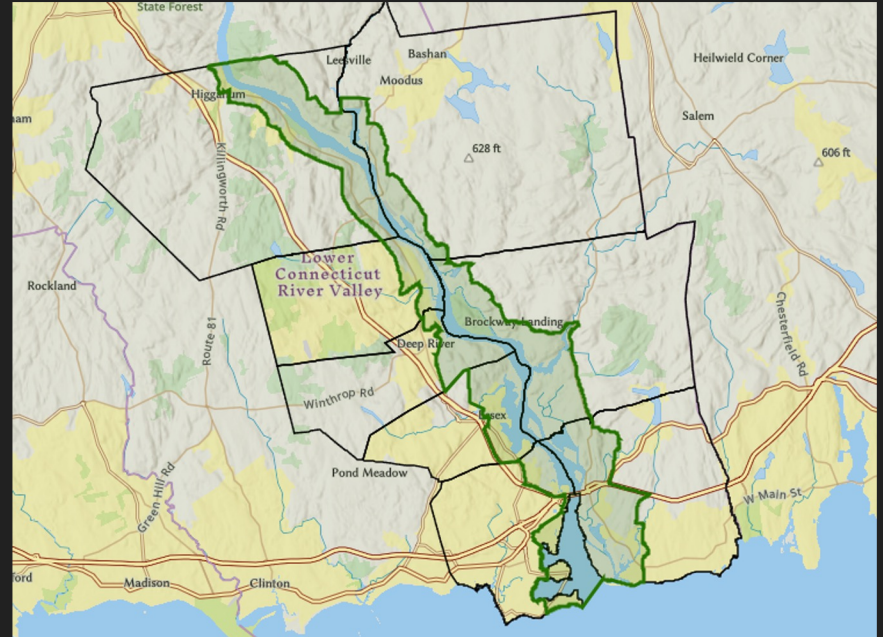 State Forest
Leesville
Bashan
Heilwield Corner
Moodus
Higganum
Salem
628 ft
606 ft
Killingworth Rd
Lower
Connecticut
River Valley
Rockland
Brockway Landing
Chesterfield Rd
Route 81
Deep River
Winthrop Rd
Essex
Pond Meadow
Green Hill Rd
W Main St
Madison
Clinton